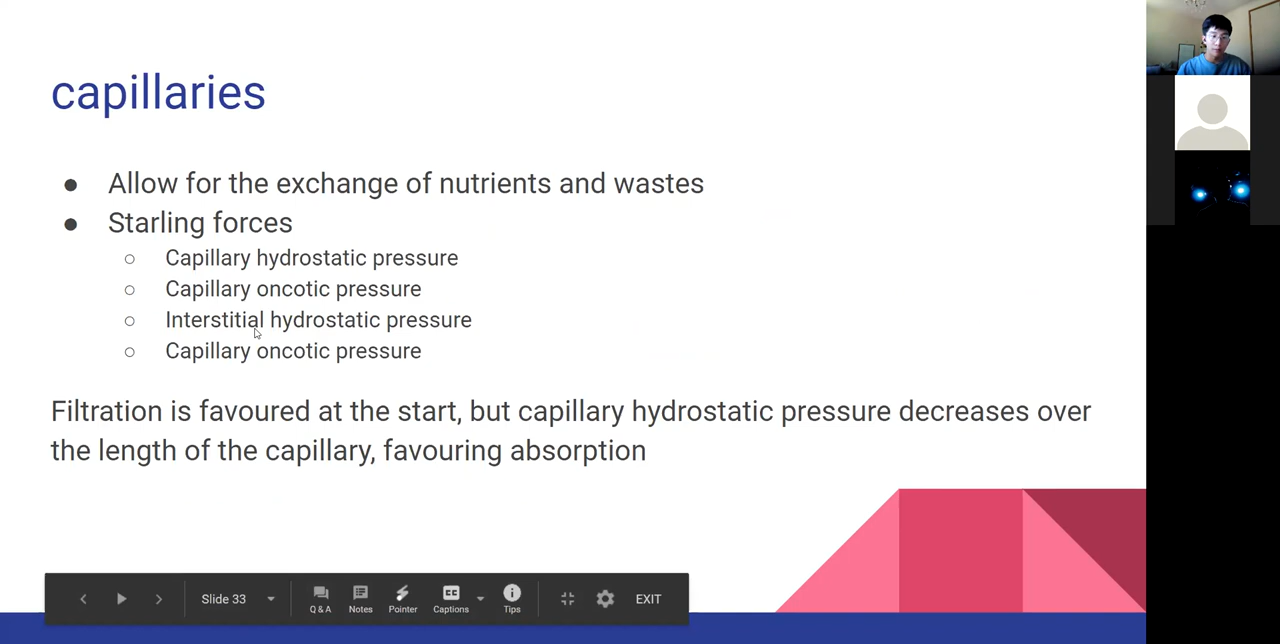 capillaries
● Allow for the exchange of nutrients and wastes
● Starling forces
○ Capillary hydrostatic pressure
○ Capillary oncotic pressure
○ Interstitial hydrostatic pressure
○ Capillary oncotic pressure
Filtration is favoured at the start, but capillary hydrostatic pressure decreases over
the length of the capillary, favouring absorption
Slide 33
Q & A
Notes
Pointer
CC
Captions
Tips
EXIT